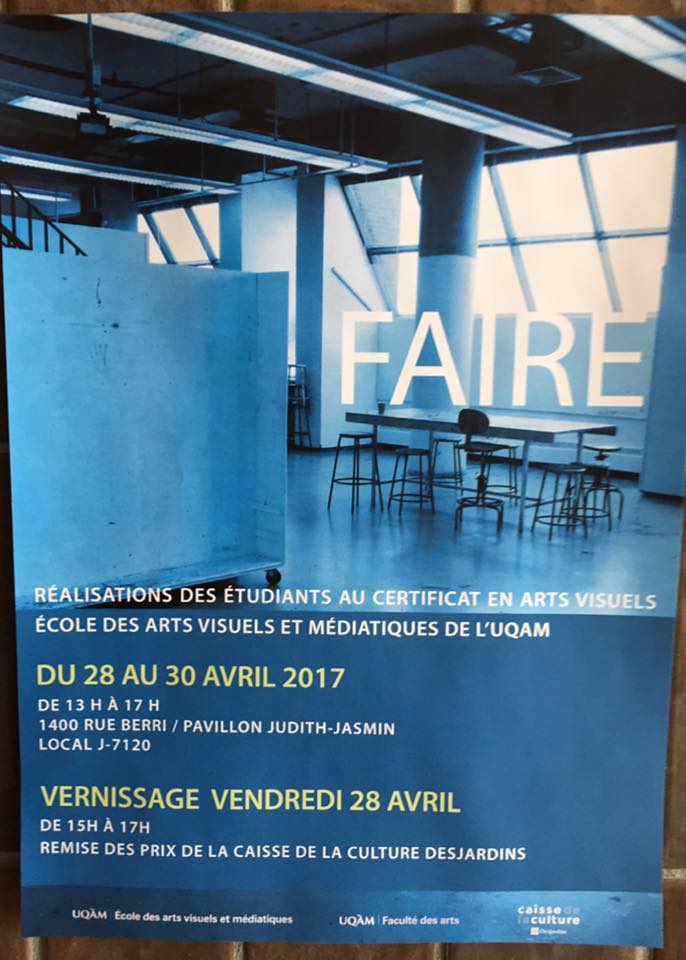 FAIRE
RÉALISATIONS DES ÉTUDIANTS AU CERTIFICAT EN ARTS VISUELS
ÉCOLE DES ARTS VISUELS ET MÉDIATIQUES DE L'UQAM
DU 28 AU 30 AVRIL 2017
DE 13 H À 17 H
1400 RUE BERRI / PAVILLON JUDITH-JASMIN
LOCAL J-7120
VERNISSAGE VENDREDI 28 AVRIL
DE 15H À 17H
REMISE DES PRIX DE LA CAISSE DE LA CULTURE DESJARDINS
UQÀM École des arts visuels et médiatiques
UQÀM | Faculté des arts
caisse de
la culture
Desjardins